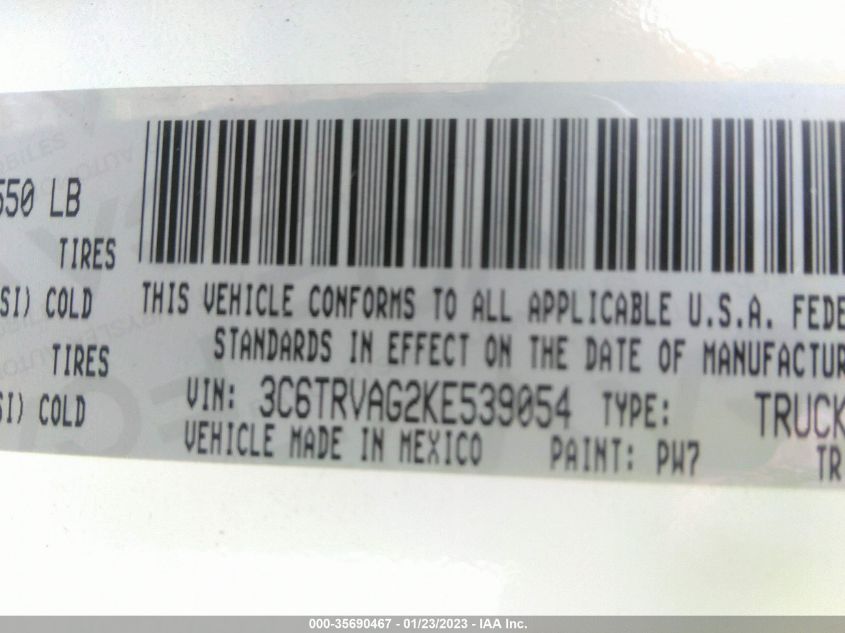 550 LB
TIRES
SI) COLD
TIRES
SI) COLD
THIS VEHICLE CONFORMS TO ALL APPLICABLE U.S.A. FEDE
STANDARDS IN EFFECT ON THE DATE OF MANUFACTUR
VIN: 3C6TRVAG2KE539054 TYPE: TRUCK
VEHICLE MADE IN MEXICO PAINT: PW7 TR
000-35690467 - 01/23/2023 - IAA Inc.